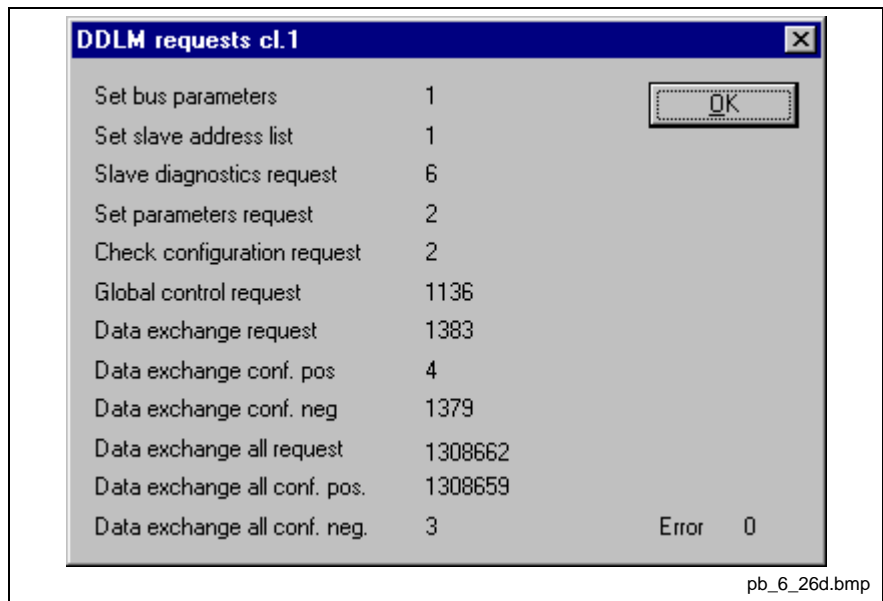 DDLM requests cl.1
Set bus parameters 1
OK
Set slave address list 1
Slave diagnostics request 6
Set parameters request 2
Check configuration request 2
Global control request 1136
Data exchange request 1383
Data exchange conf. pos 4
Data exchange conf. neg 1379
Data exchange all request 1308662
Data exchange all conf. pos. 1308659
Data exchange all conf. neg. 3 Error 0
pb_6_26d.bmp